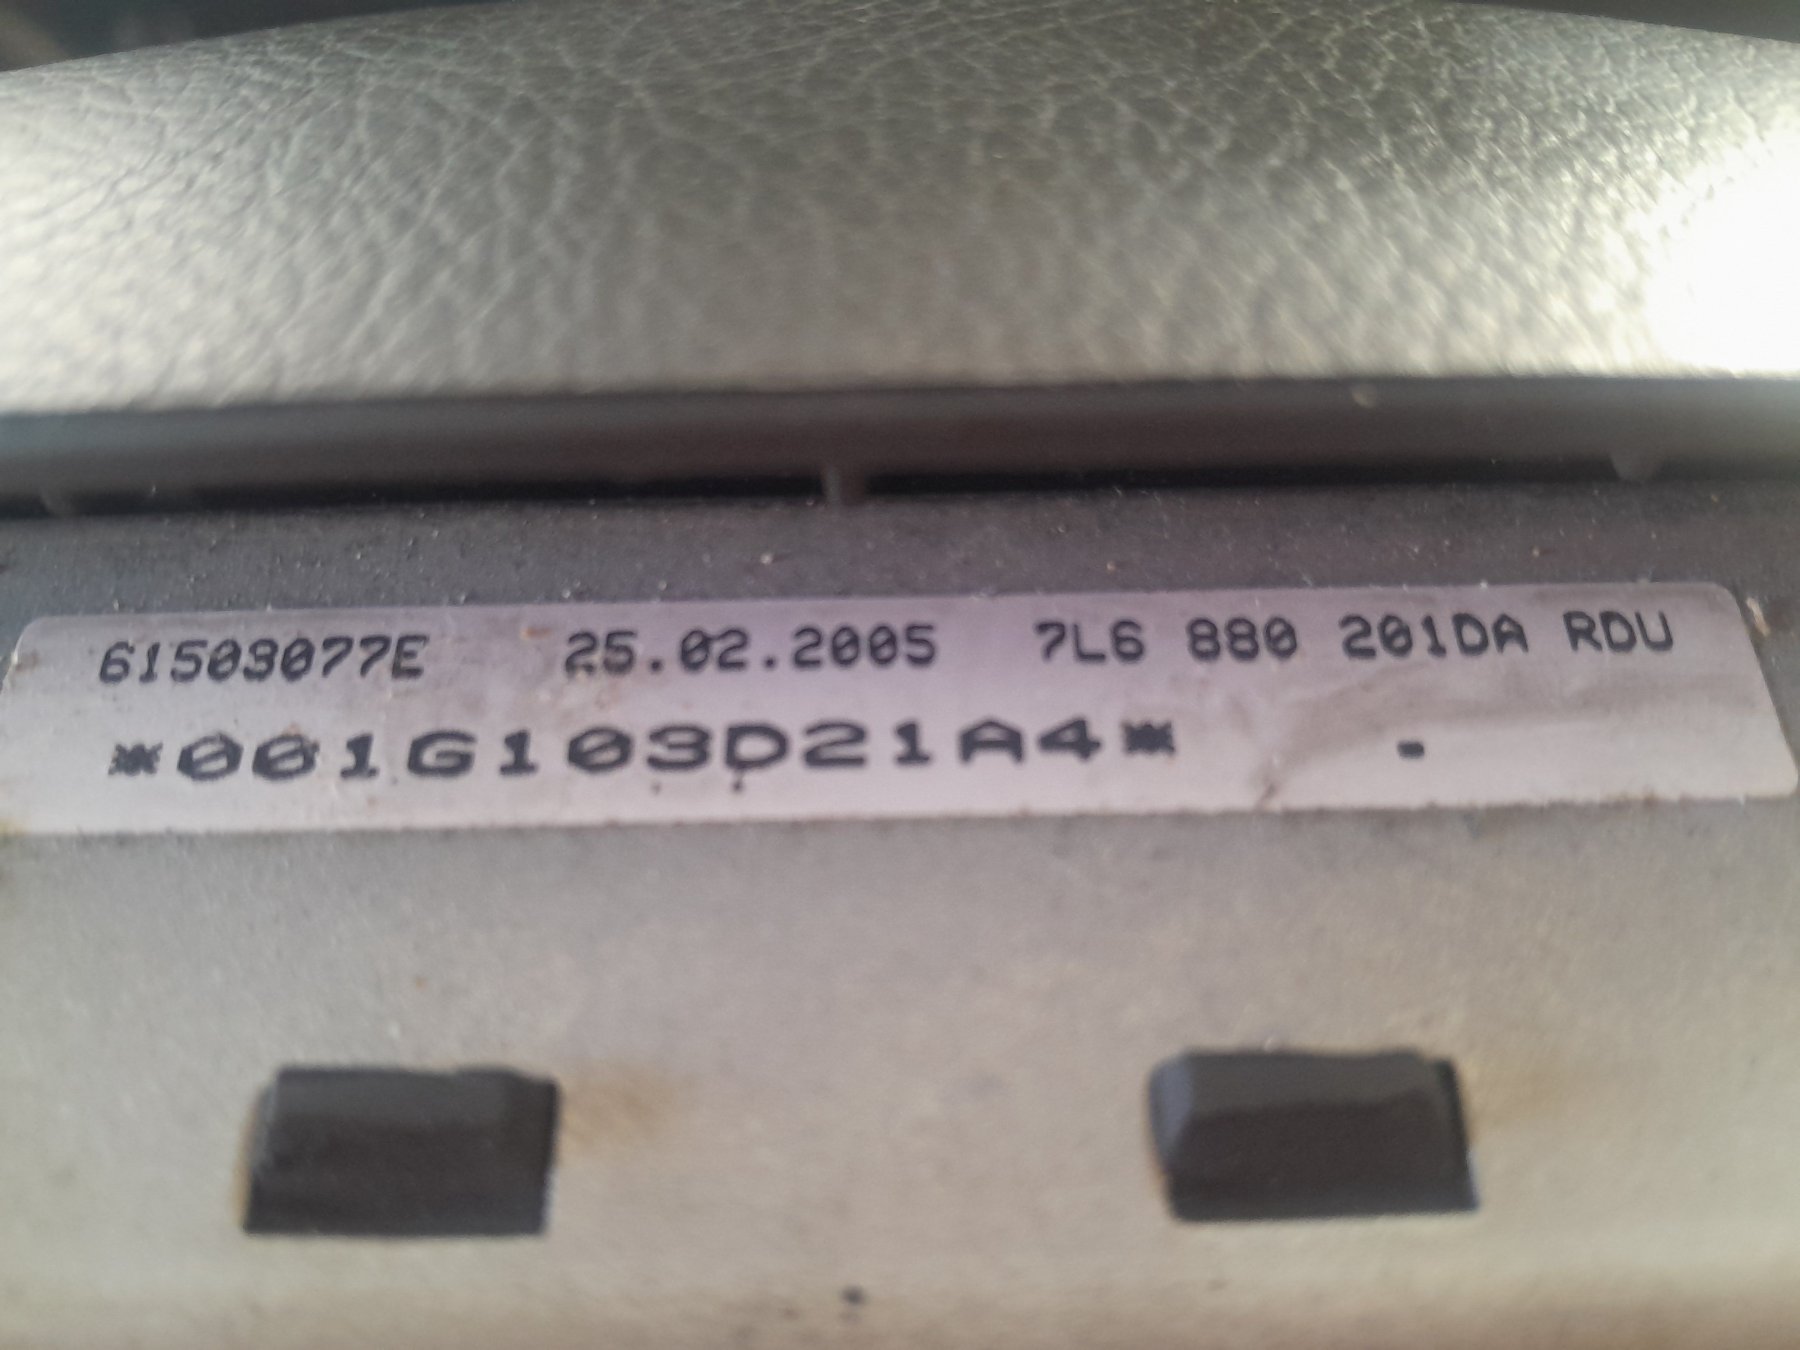 61503077E 25.02.2005 7L6 880 201DA RDU
*001G103D21A4* -